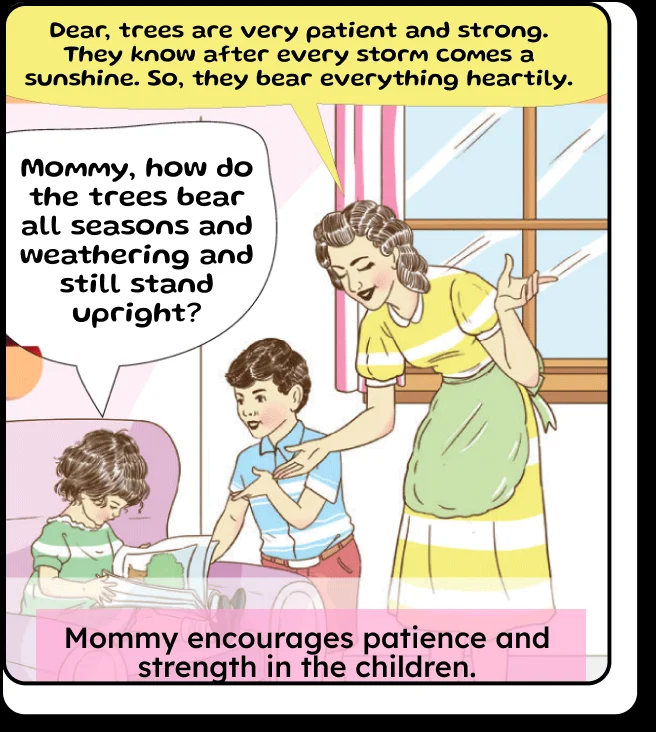 Dear, trees are very patient and strong.
They know after every storm comes a
sunshine. So, they bear everything heartily.
Mommy, how do
the trees bear
all seasons and
weathering and
still stand
upright?
Mommy encourages patience and
strength in the children.